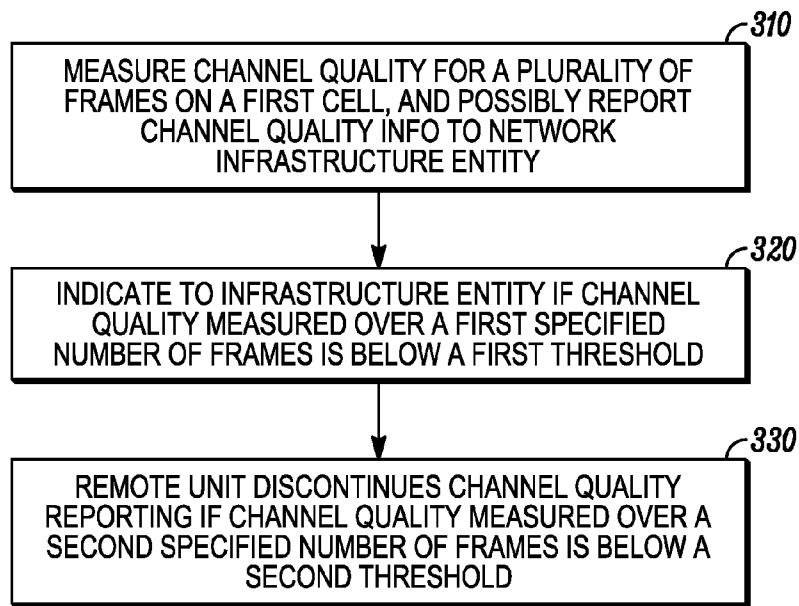 310
MEASURE CHANNEL QUALITY FOR A PLURALITY OF
FRAMES ON A FIRST CELL, AND POSSIBLY REPORT
CHANNEL QUALITY INFO TO NETWORK
INFRASTRUCTURE ENTITY
320
INDICATE TO INFRASTRUCTURE ENTITY IF CHANNEL
QUALITY MEASURED OVER A FIRST SPECIFIED
NUMBER OF FRAMES IS BELOW A FIRST THRESHOLD
330
REMOTE UNIT DISCONTINUES CHANNEL QUALITY
REPORTING IF CHANNEL QUALITY MEASURED OVER A
SECOND SPECIFIED NUMBER OF FRAMES IS BELOW A
SECOND THRESHOLD